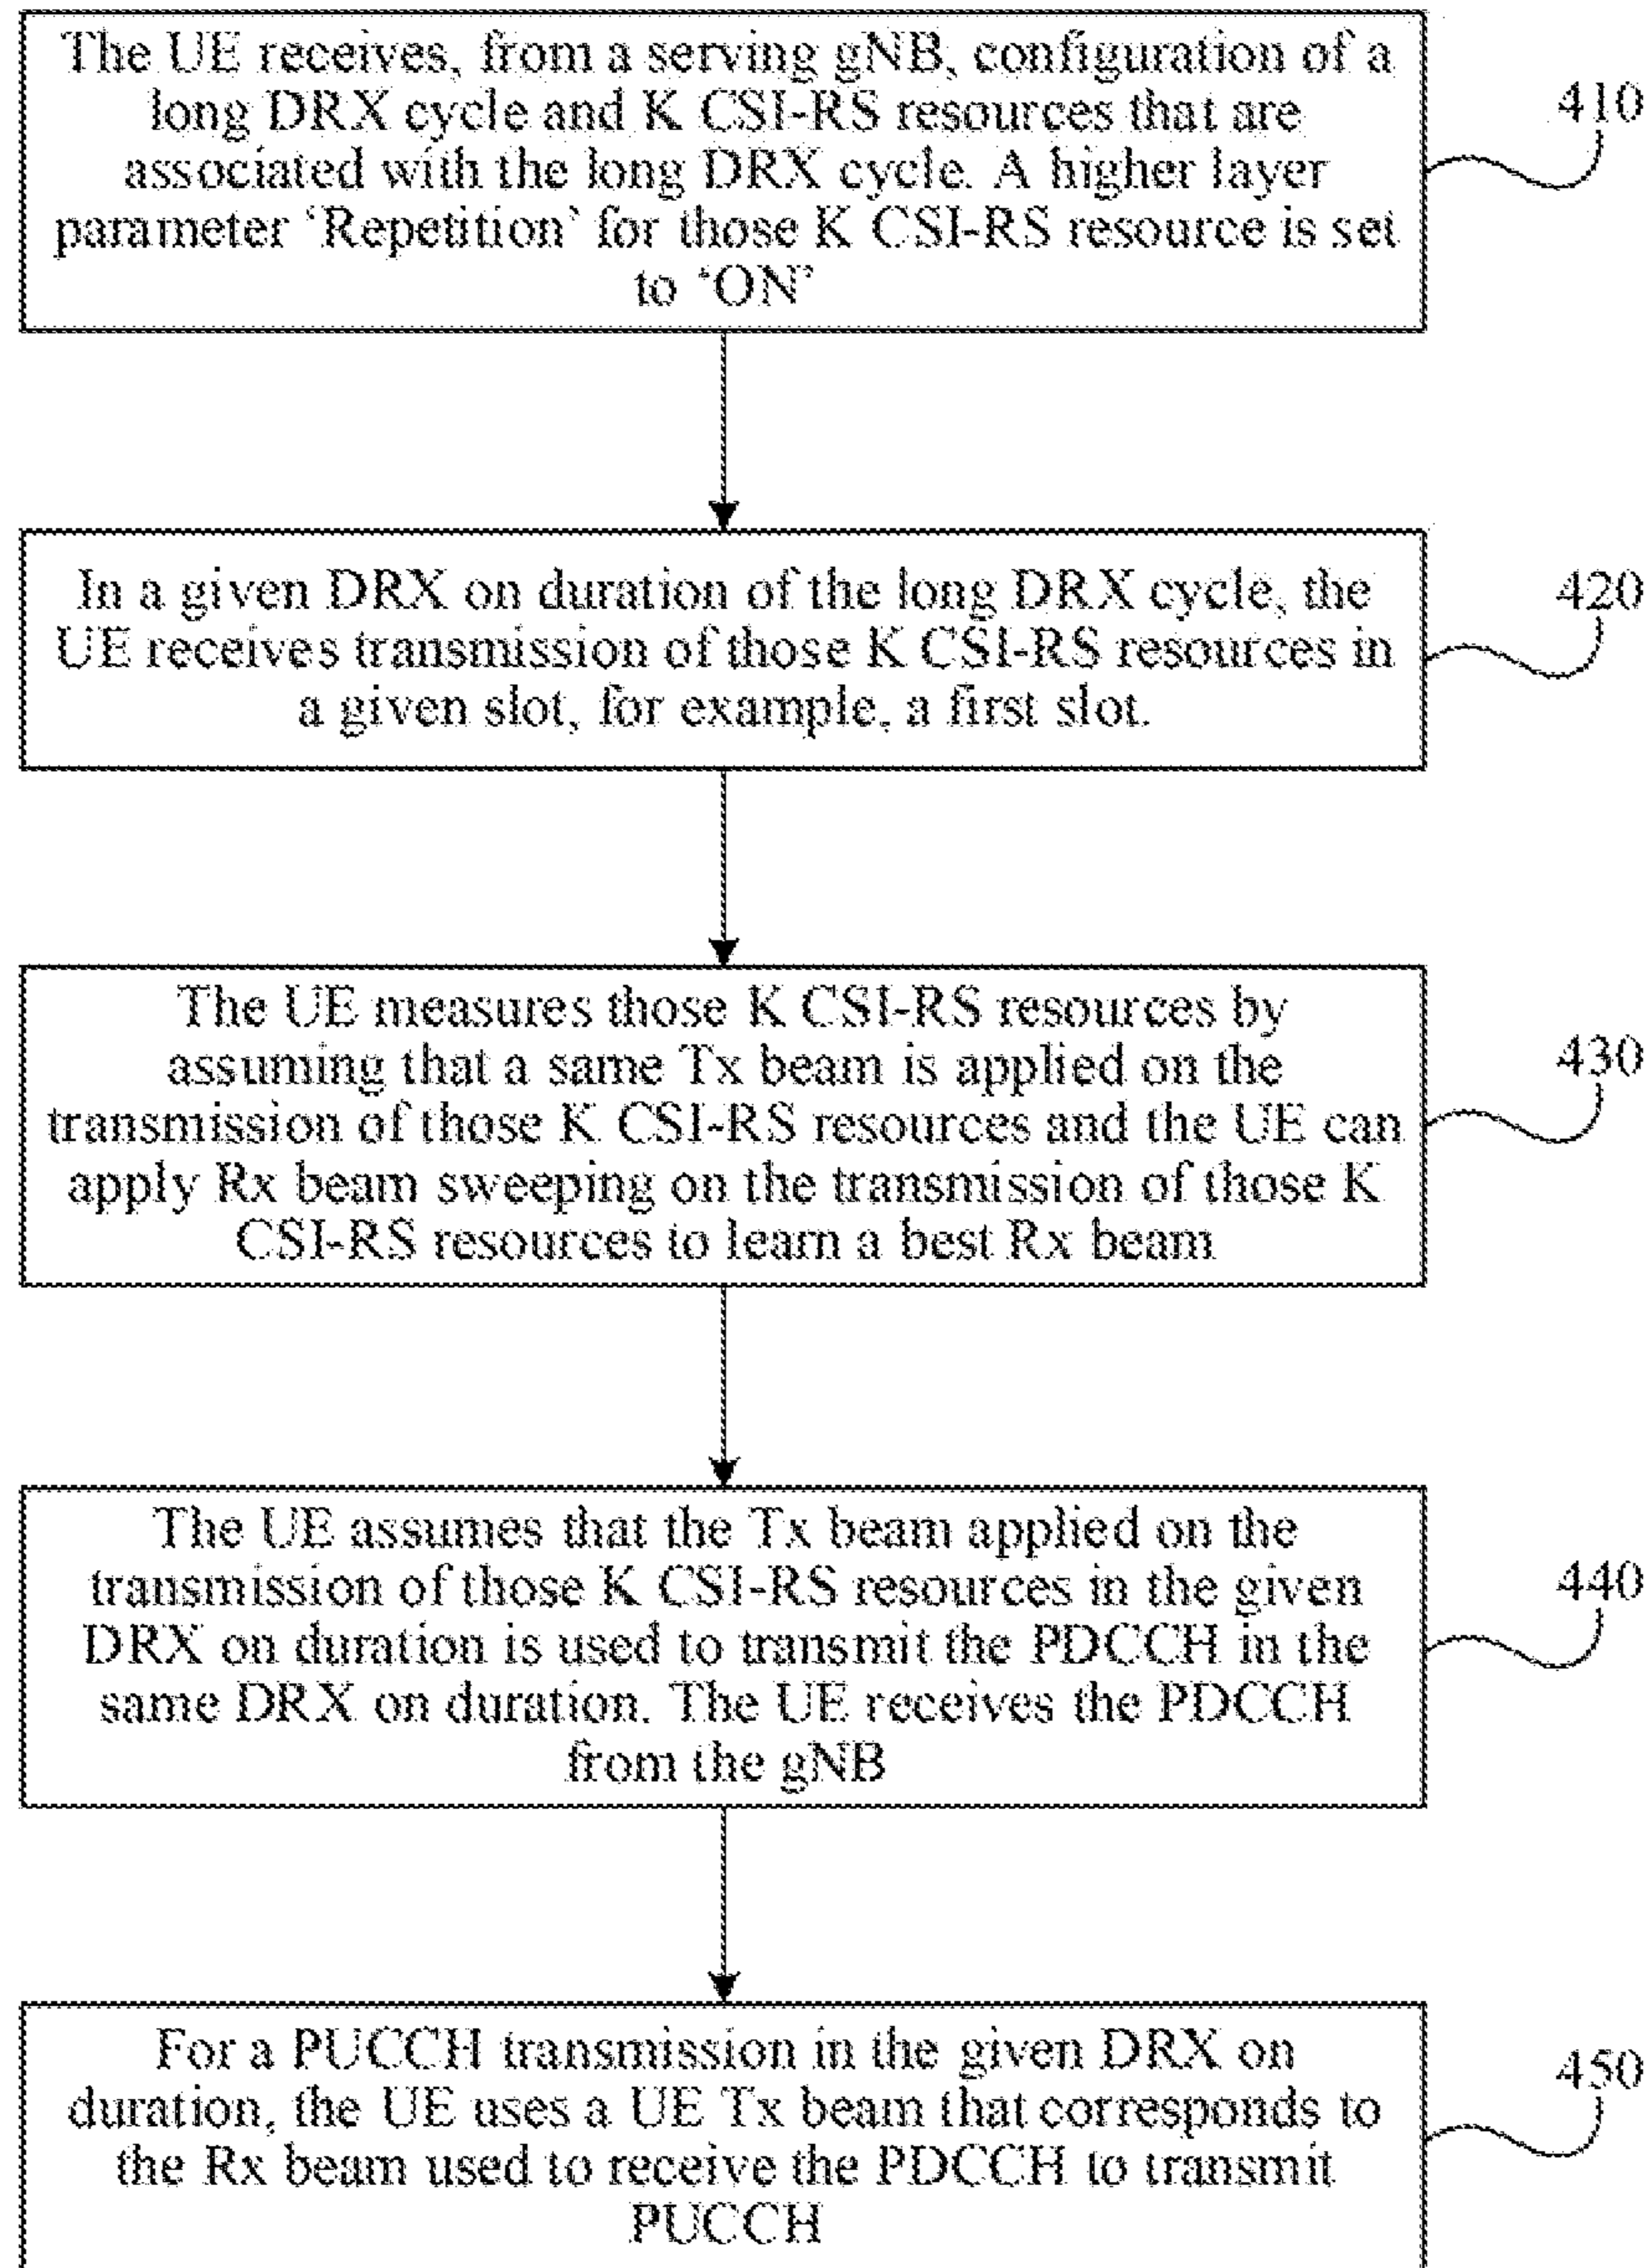 The UE receives, from a serving gNB, configuration of a
long DRX cycle and K CSI-RS resources that are
associated with the long DRX cycle. A higher layer
parameter ‘Repetition’ for those K CSI-RS resource is set
to ‘ON’
410
In a given DRX on duration of the long DRX cycle, the
UE receives transmission of those K CSI-RS resources in
a given slot, for example, a first slot.
420
The UE measures those K CSI-RS resources by
assuming that a same Tx beam is applied on the
transmission of those K CSI-RS resources and the UE can
apply Rx beam sweeping on the transmission of those K
CSI-RS resources to learn a best Rx beam
430
The UE assumes that the Tx beam applied on the
transmission of those K CSI-RS resources in the given
DRX on duration is used to transmit the PDCCH in the
same DRX on duration. The UE receives the PDCCH
from the gNB
440
For a PUCCH transmission in the given DRX on
duration, the UE uses a UE Tx beam that corresponds to
the Rx beam used to receive the PDCCH to transmit
PUCCH
450